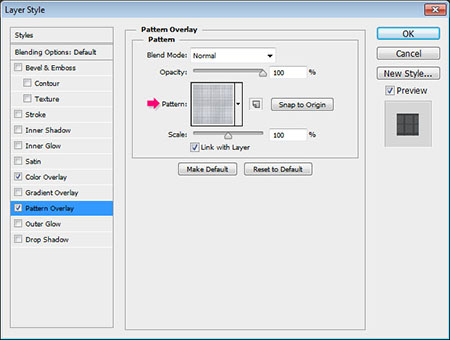 Layer Style
Styles
Blending Options: Default
Bevel & Emboss
Contour
Texture
Stroke
Inner Shadow
Inner Glow
Satin
Color Overlay
Gradient Overlay
Pattern Overlay
Outer Glow
Drop Shadow
Pattern Overlay
Pattern
Blend Mode: Normal
Opacity: 100 %
Pattern: Snap to Origin
Scale: 100 %
Link with Layer
Make Default Reset to Default
OK
Cancel
New Style...
Preview